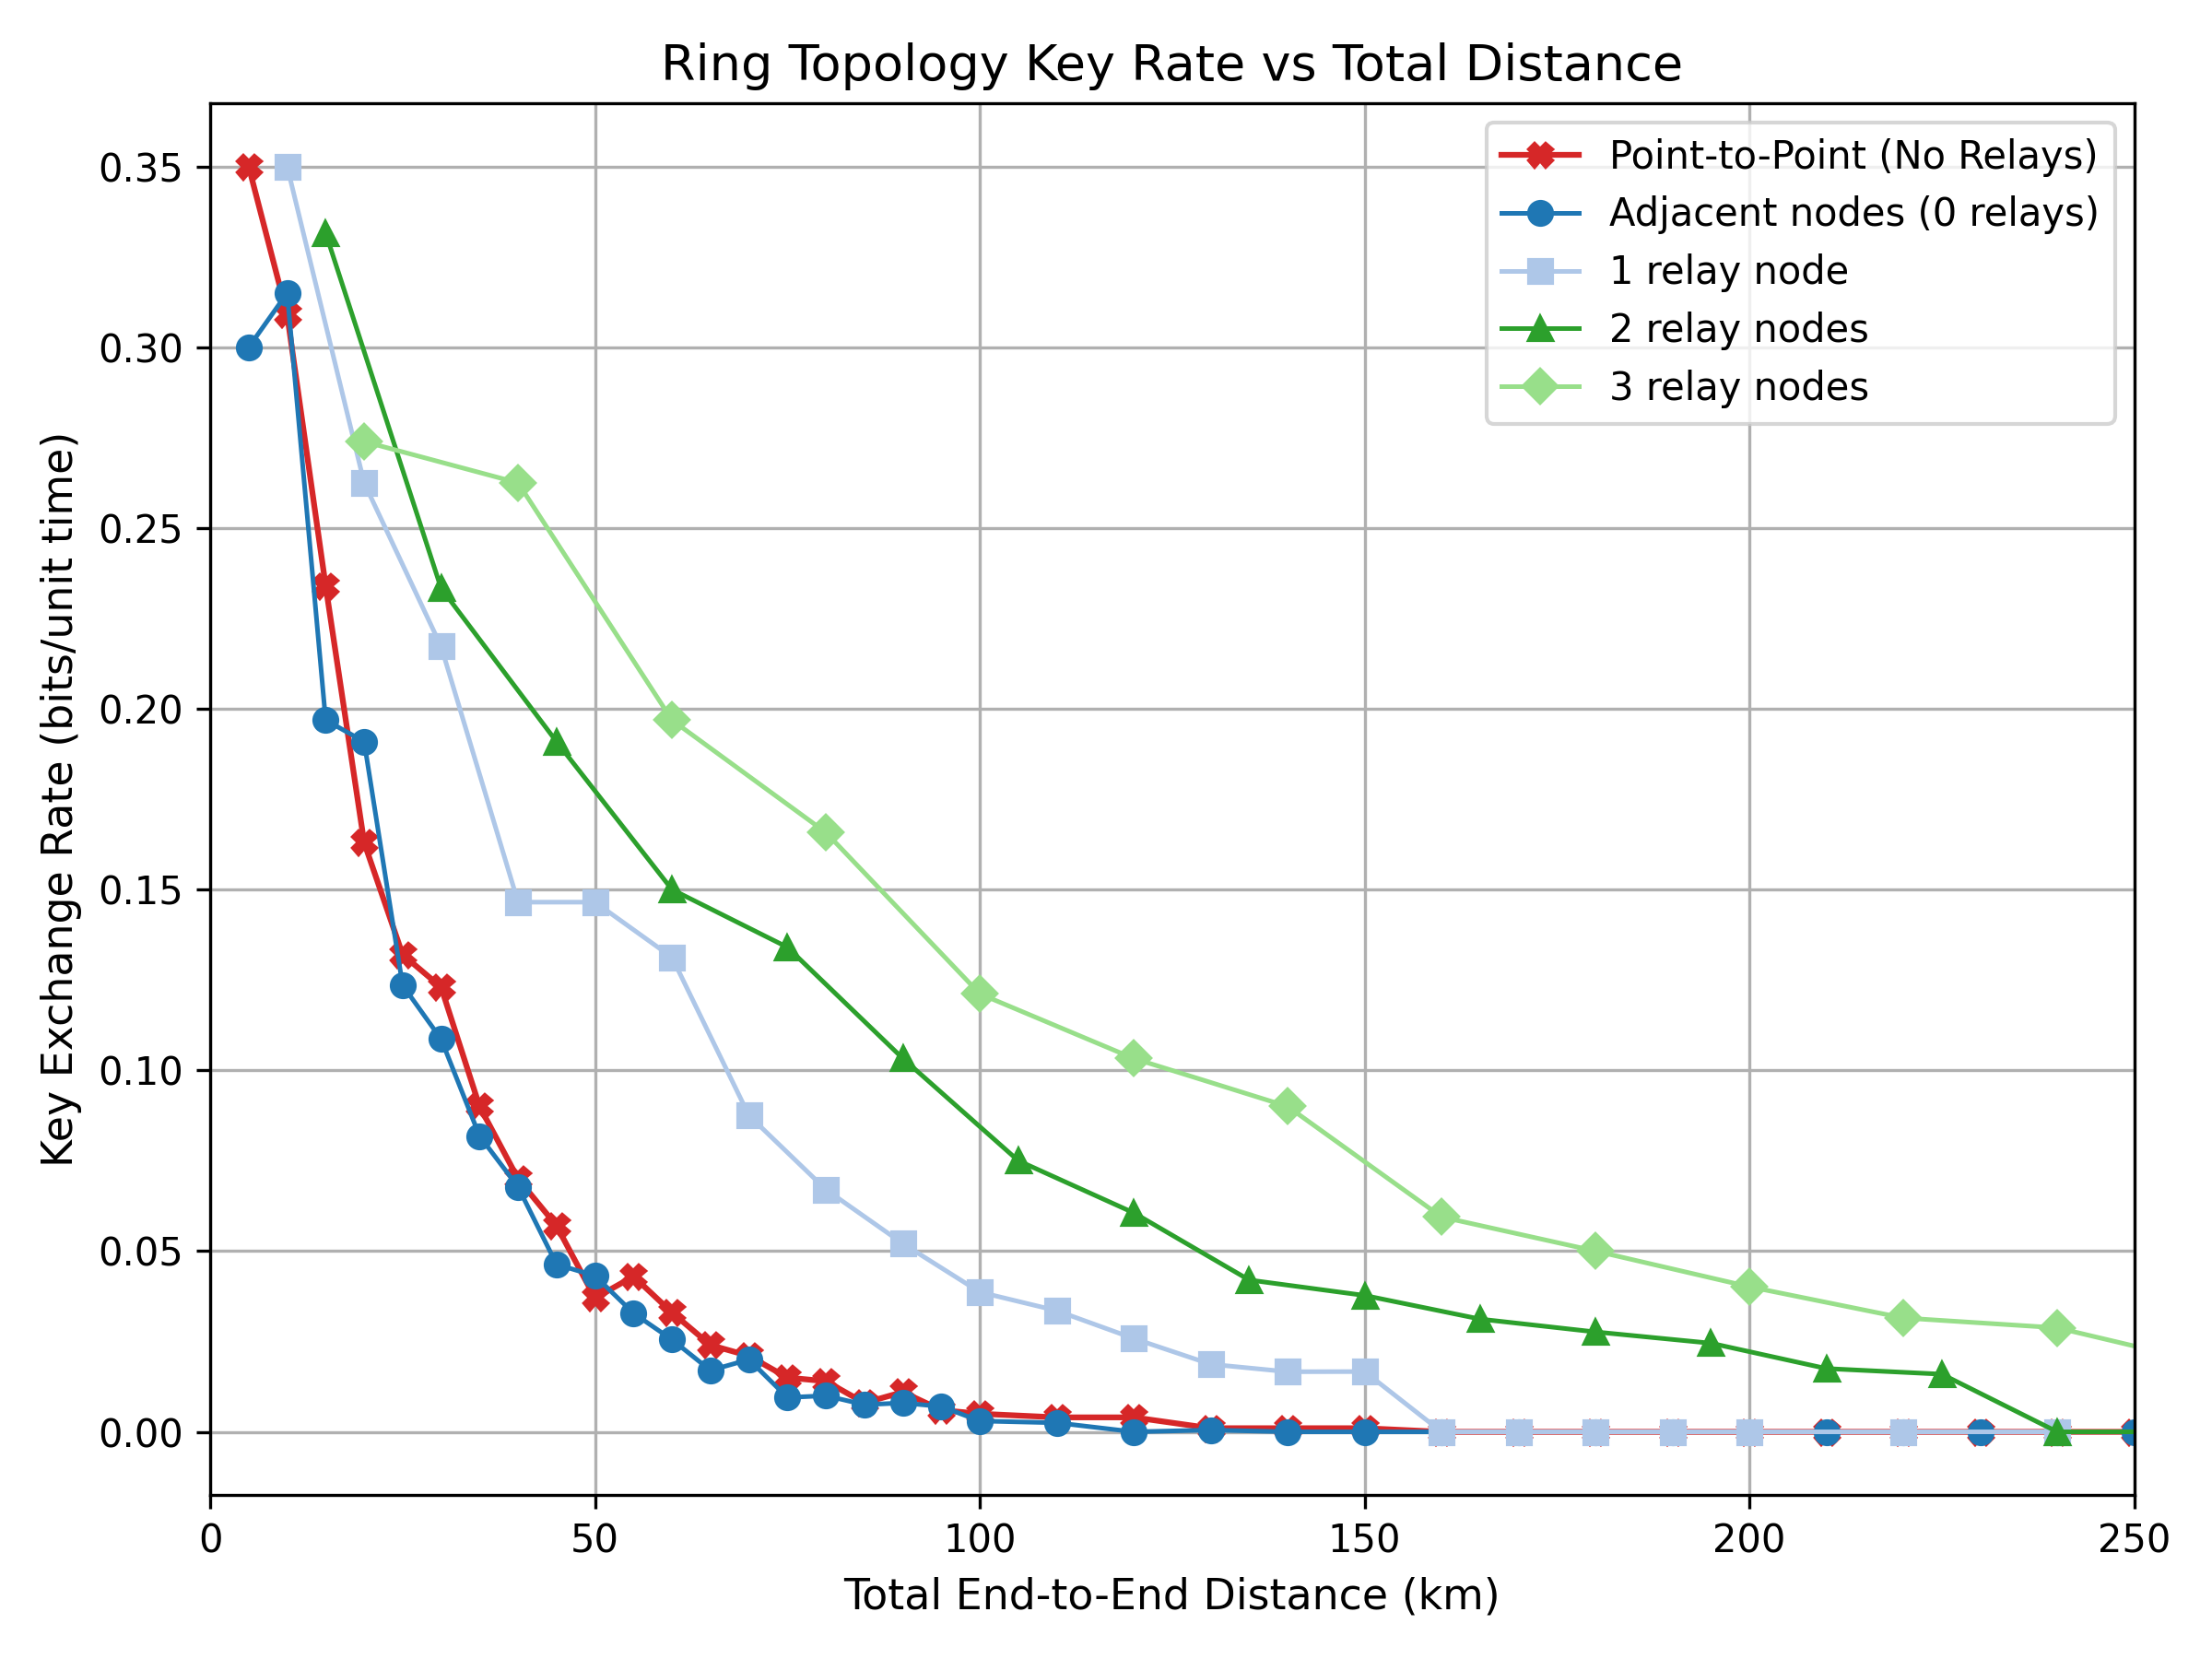 Ring Topology Key Rate vs Total Distance
Key Exchange Rate (bits/unit time)
0.35
0.30
0.25
0.20
0.15
0.10
0.05
0.00
Point-to-Point (No Relays)
Adjacent nodes (0 relays)
1 relay node
2 relay nodes
3 relay nodes
0 50 100 150 200 250
Total End-to-End Distance (km)